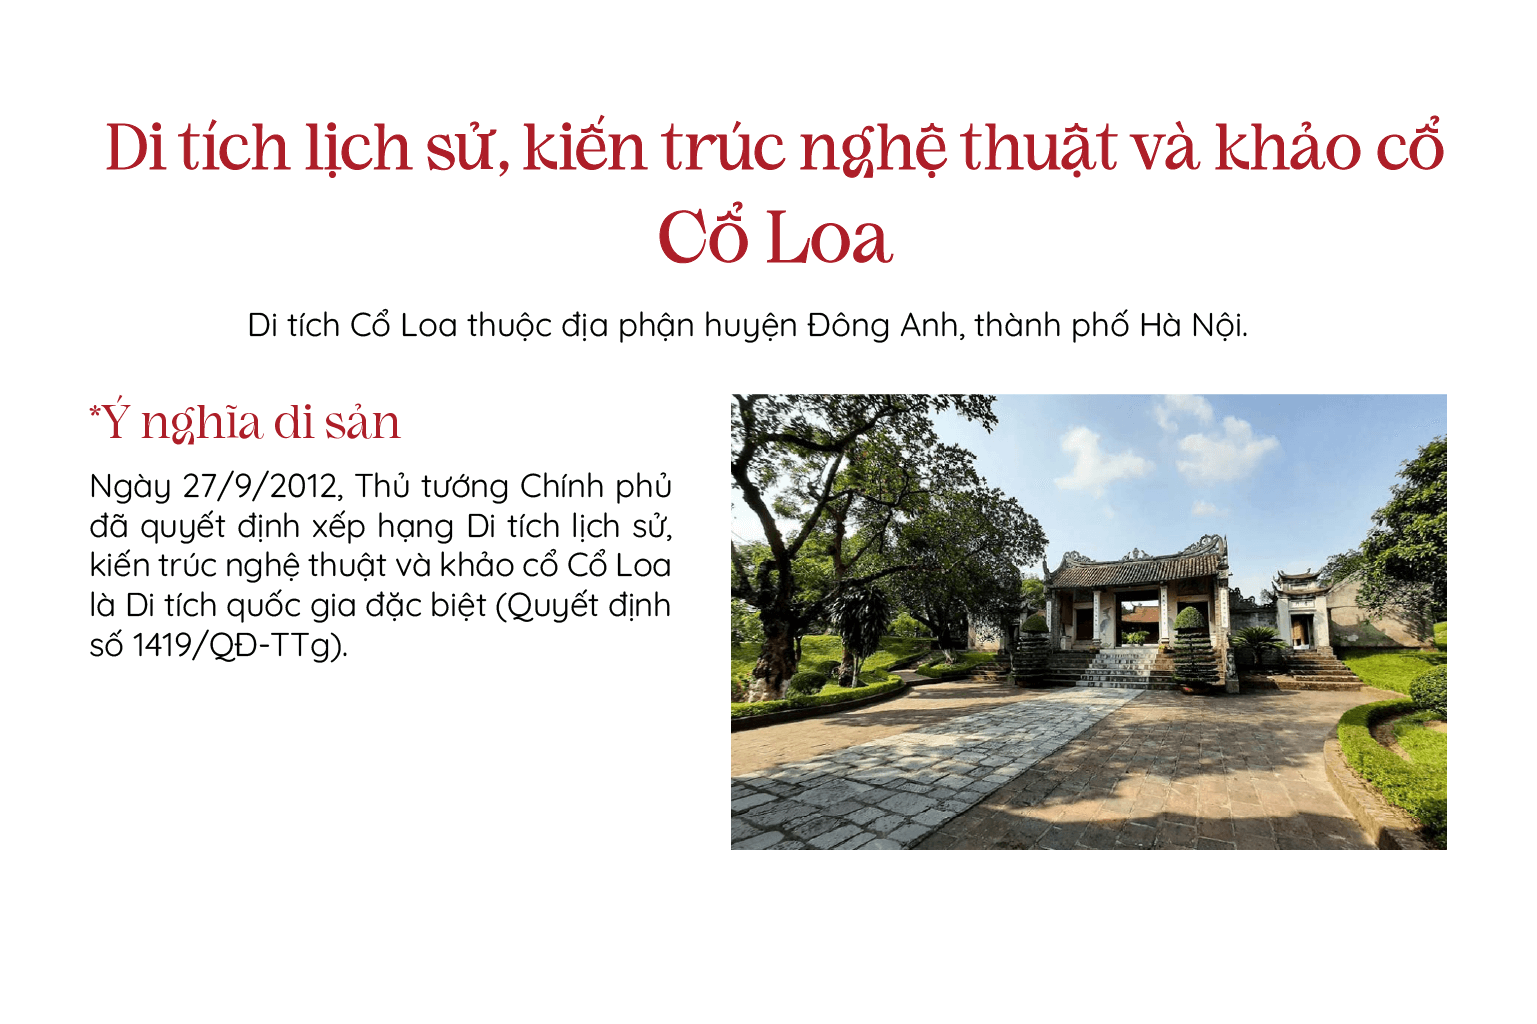 Di tích lịch sử, kiến trúc nghệ thuật và khảo cổ
Cổ Loa
Di tích Cổ Loa thuộc địa phận huyện Đông Anh, thành phố Hà Nội.
*Ý nghĩa di sản
Ngày 27/9/2012, Thủ tướng Chính phủ
đã quyết định xếp hạng Di tích lịch sử,
kiến trúc nghệ thuật và khảo cổ Cổ Loa
là Di tích quốc gia đặc biệt (Quyết định
số 1419/QĐ-TTg).